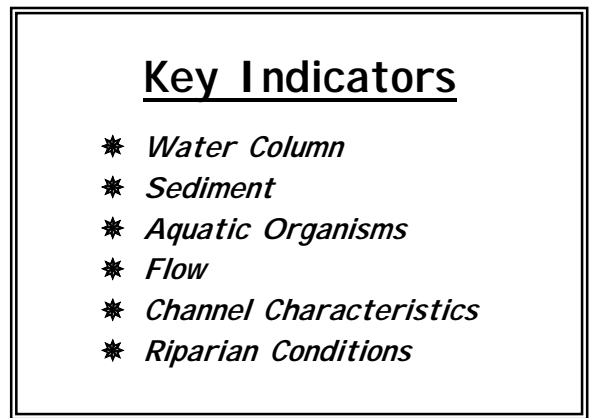 Key Indicators
✵ Water Column
✵ Sediment
✵ Aquatic Organisms
✵ Flow
✵ Channel Characteristics
✵ Riparian Conditions